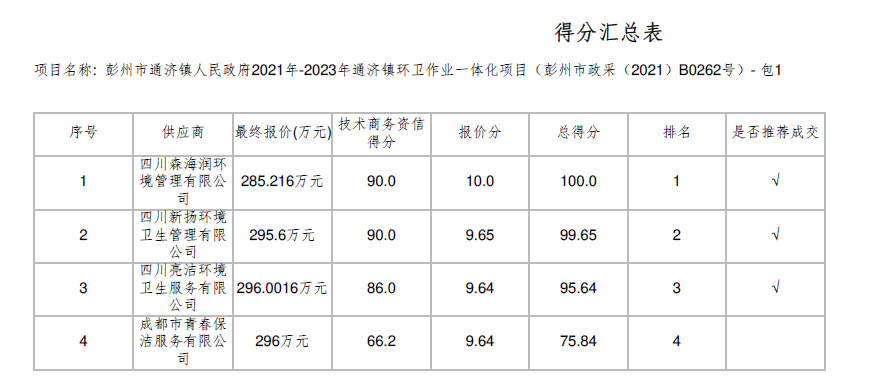 得分汇总表
项目名称：彭州市通济镇人民政府2021年-2023年通济镇环卫作业一体化项目（彭州市政采（2021）B0262号）- 包1
序号 供应商 最终报价(万元) 技术商务资信得分 报价分 总得分 排名 是否推荐成交
1 四川森海润环境管理有限公司 285.216万元 90.0 10.0 100.0 1 √
2 四川新扬环境卫生管理有限公司 295.6万元 90.0 9.65 99.65 2 √
3 四川亮洁环境卫生服务有限公司 296.0016万元 86.0 9.64 95.64 3 √
4 成都市青春保洁服务有限公司 296万元 66.2 9.64 75.84 4